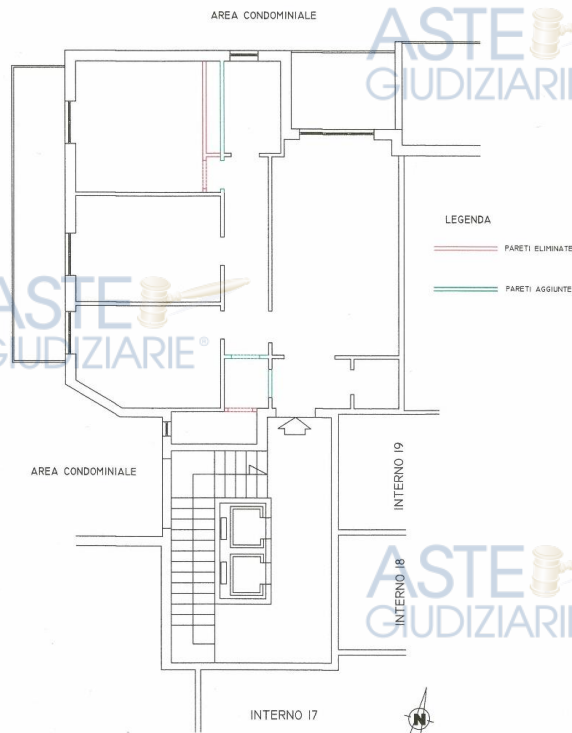 AREA CONDOMINIALE
ASTE
GIUDIZIARIE
LEGENDA
PARETI ELIMINATE
PARETI AGGIUNTE
ASTE
GIUDIZIARIE®
AREA CONDOMINIALE
INTERNO 19
INTERNO 18
ASTE
GIUDIZIARIE
INTERNO 17
N